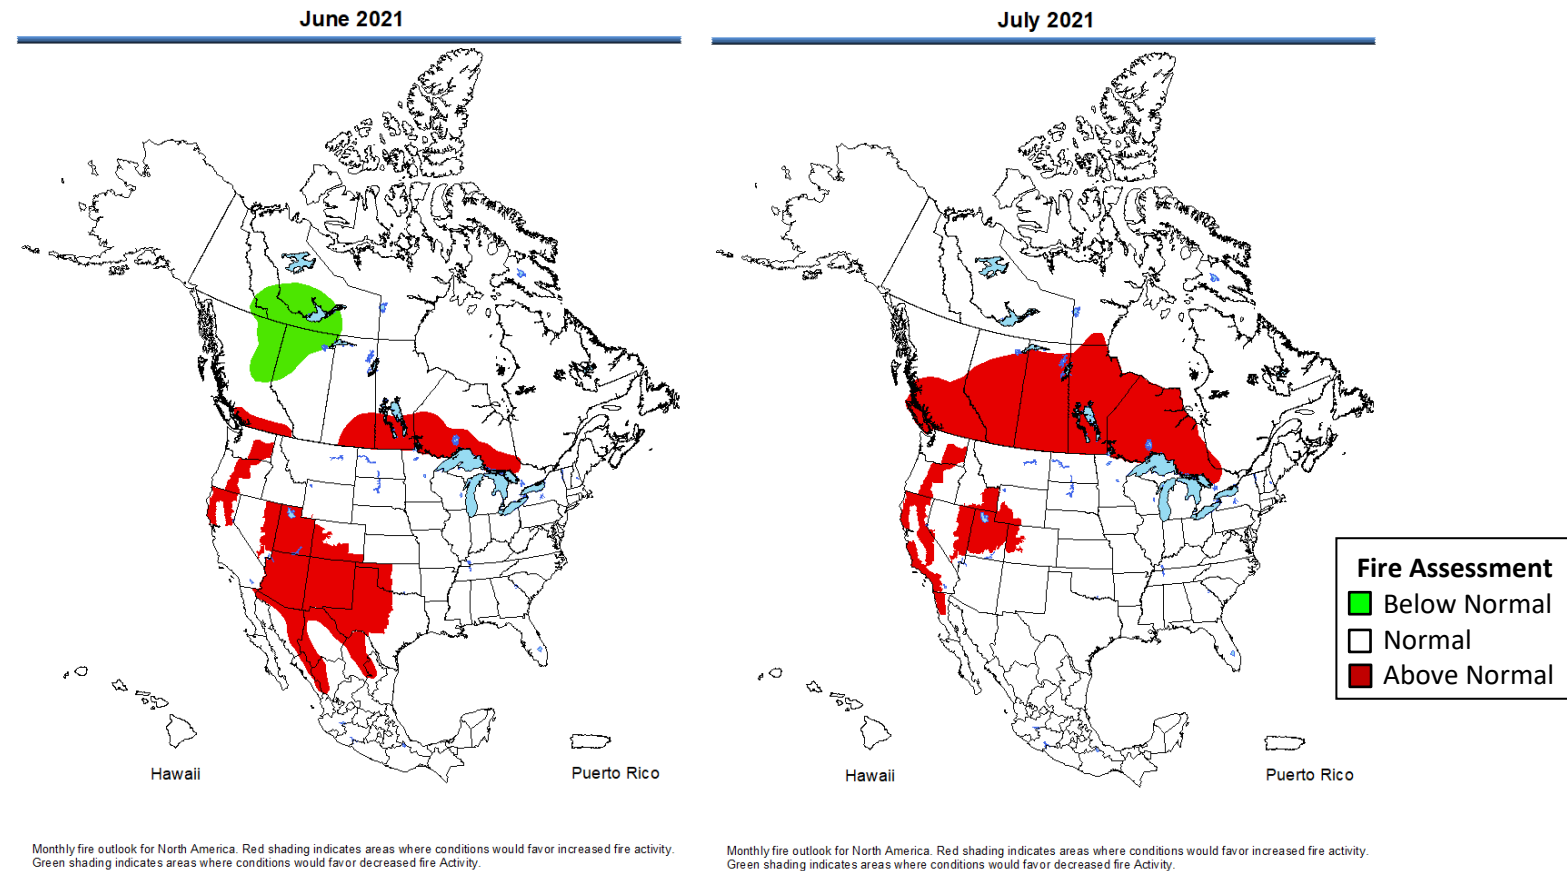 June 2021
July 2021
Fire Assessment
Below Normal
Normal
Above Normal
Hawaii
Puerto Rico
Hawaii
Puerto Rico
Monthly fire outlook for North America. Red shading indicates areas where conditions would favor increased fire activity.
Green shading indicates areas where conditions would favor decreased fire Activity.
Monthly fire outlook for North America. Red shading indicates areas where conditions would favor increased fire activity.
Green shading indicates areas where conditions would favor decreased fire Activity.